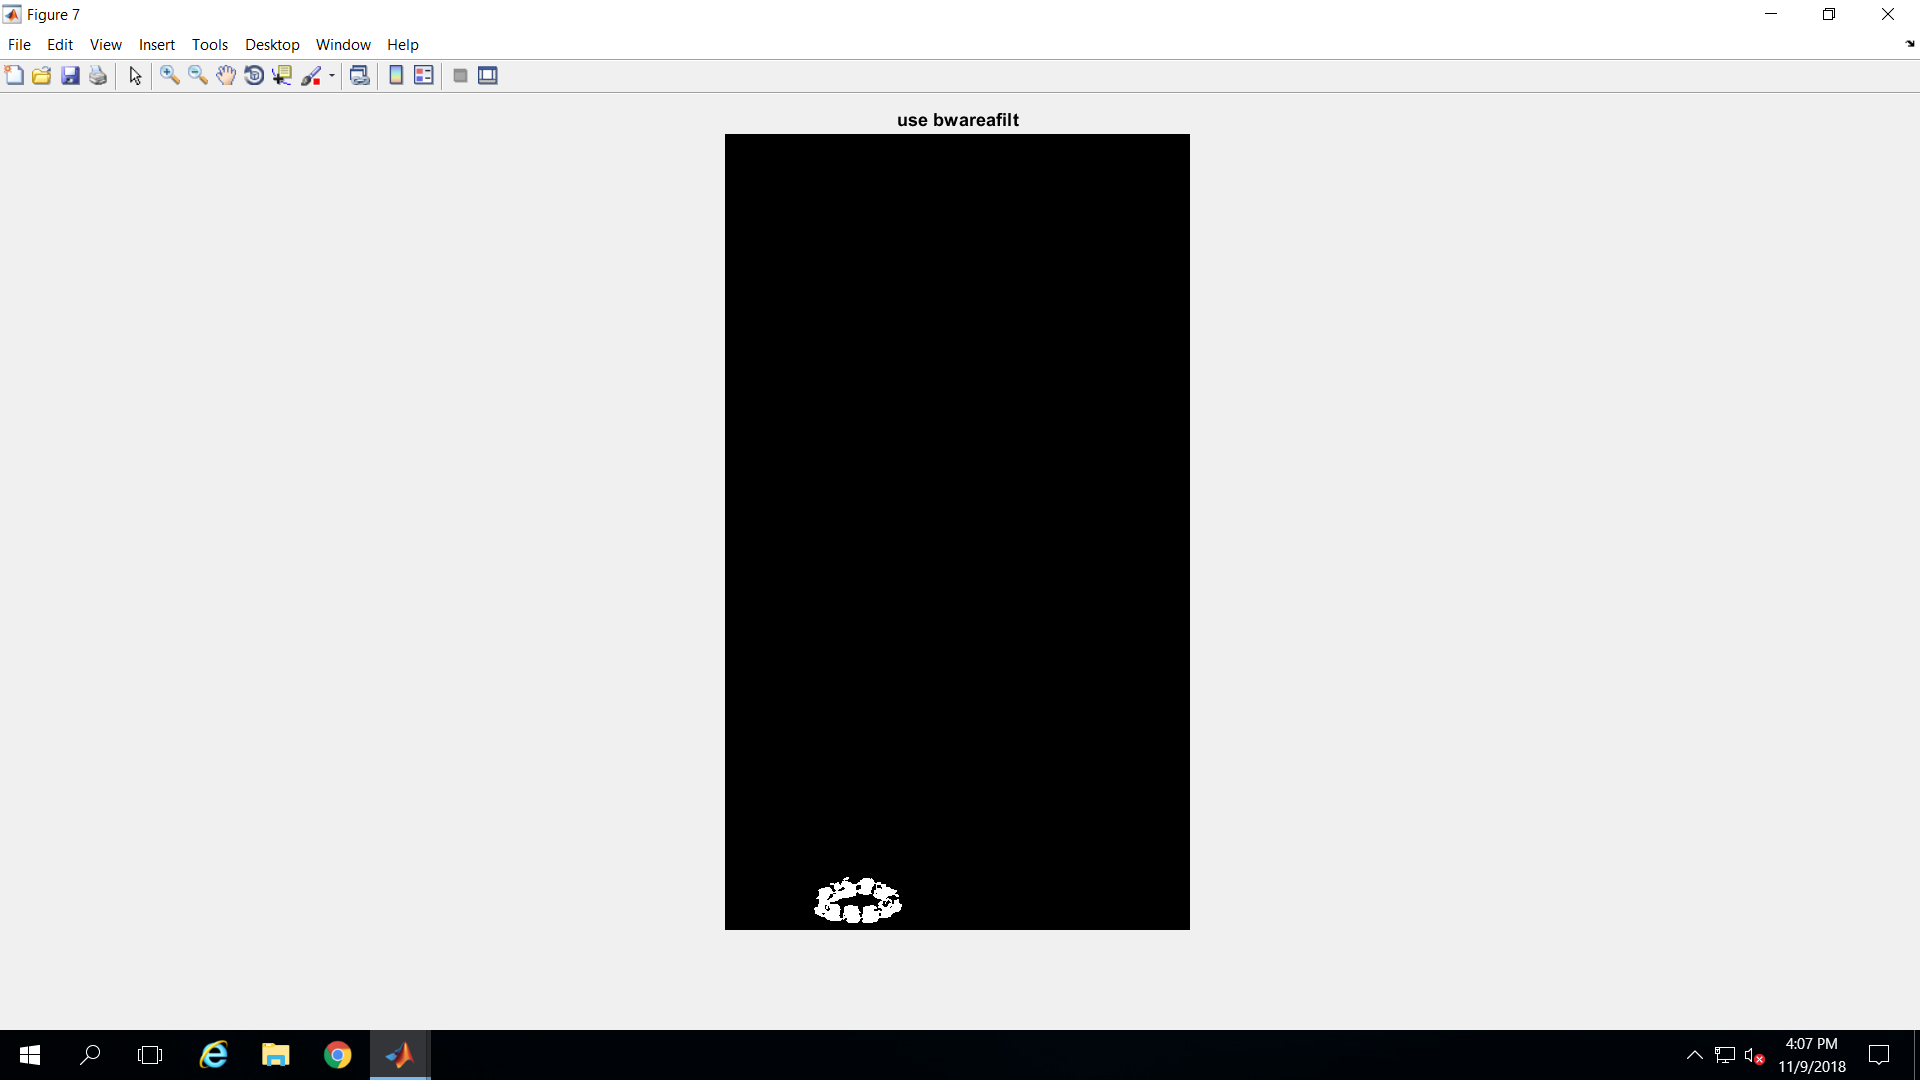 Figure 7
File Edit View Insert Tools Desktop Window Help
use bwareafilt
4:07 PM
11/9/2018